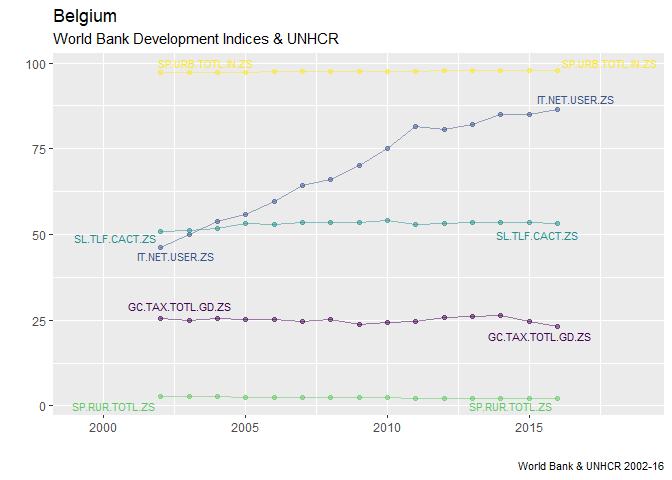 Belgium
World Bank Development Indices & UNHCR
100
SP.URB.TOTL.IN.ZS
SP.URB.TOTL.IN.ZS
IT.NET.USER.ZS
75
50
SL.TLF.CACT.ZS
SL.TLF.CACT.ZS
IT.NET.USER.ZS
GC.TAX.TOTL.GD.ZS
25
GC.TAX.TOTL.GD.ZS
0
SP.RUR.TOTL.ZS
SP.RUR.TOTL.ZS
2000
2005
2010
2015
World Bank & UNHCR 2002-16